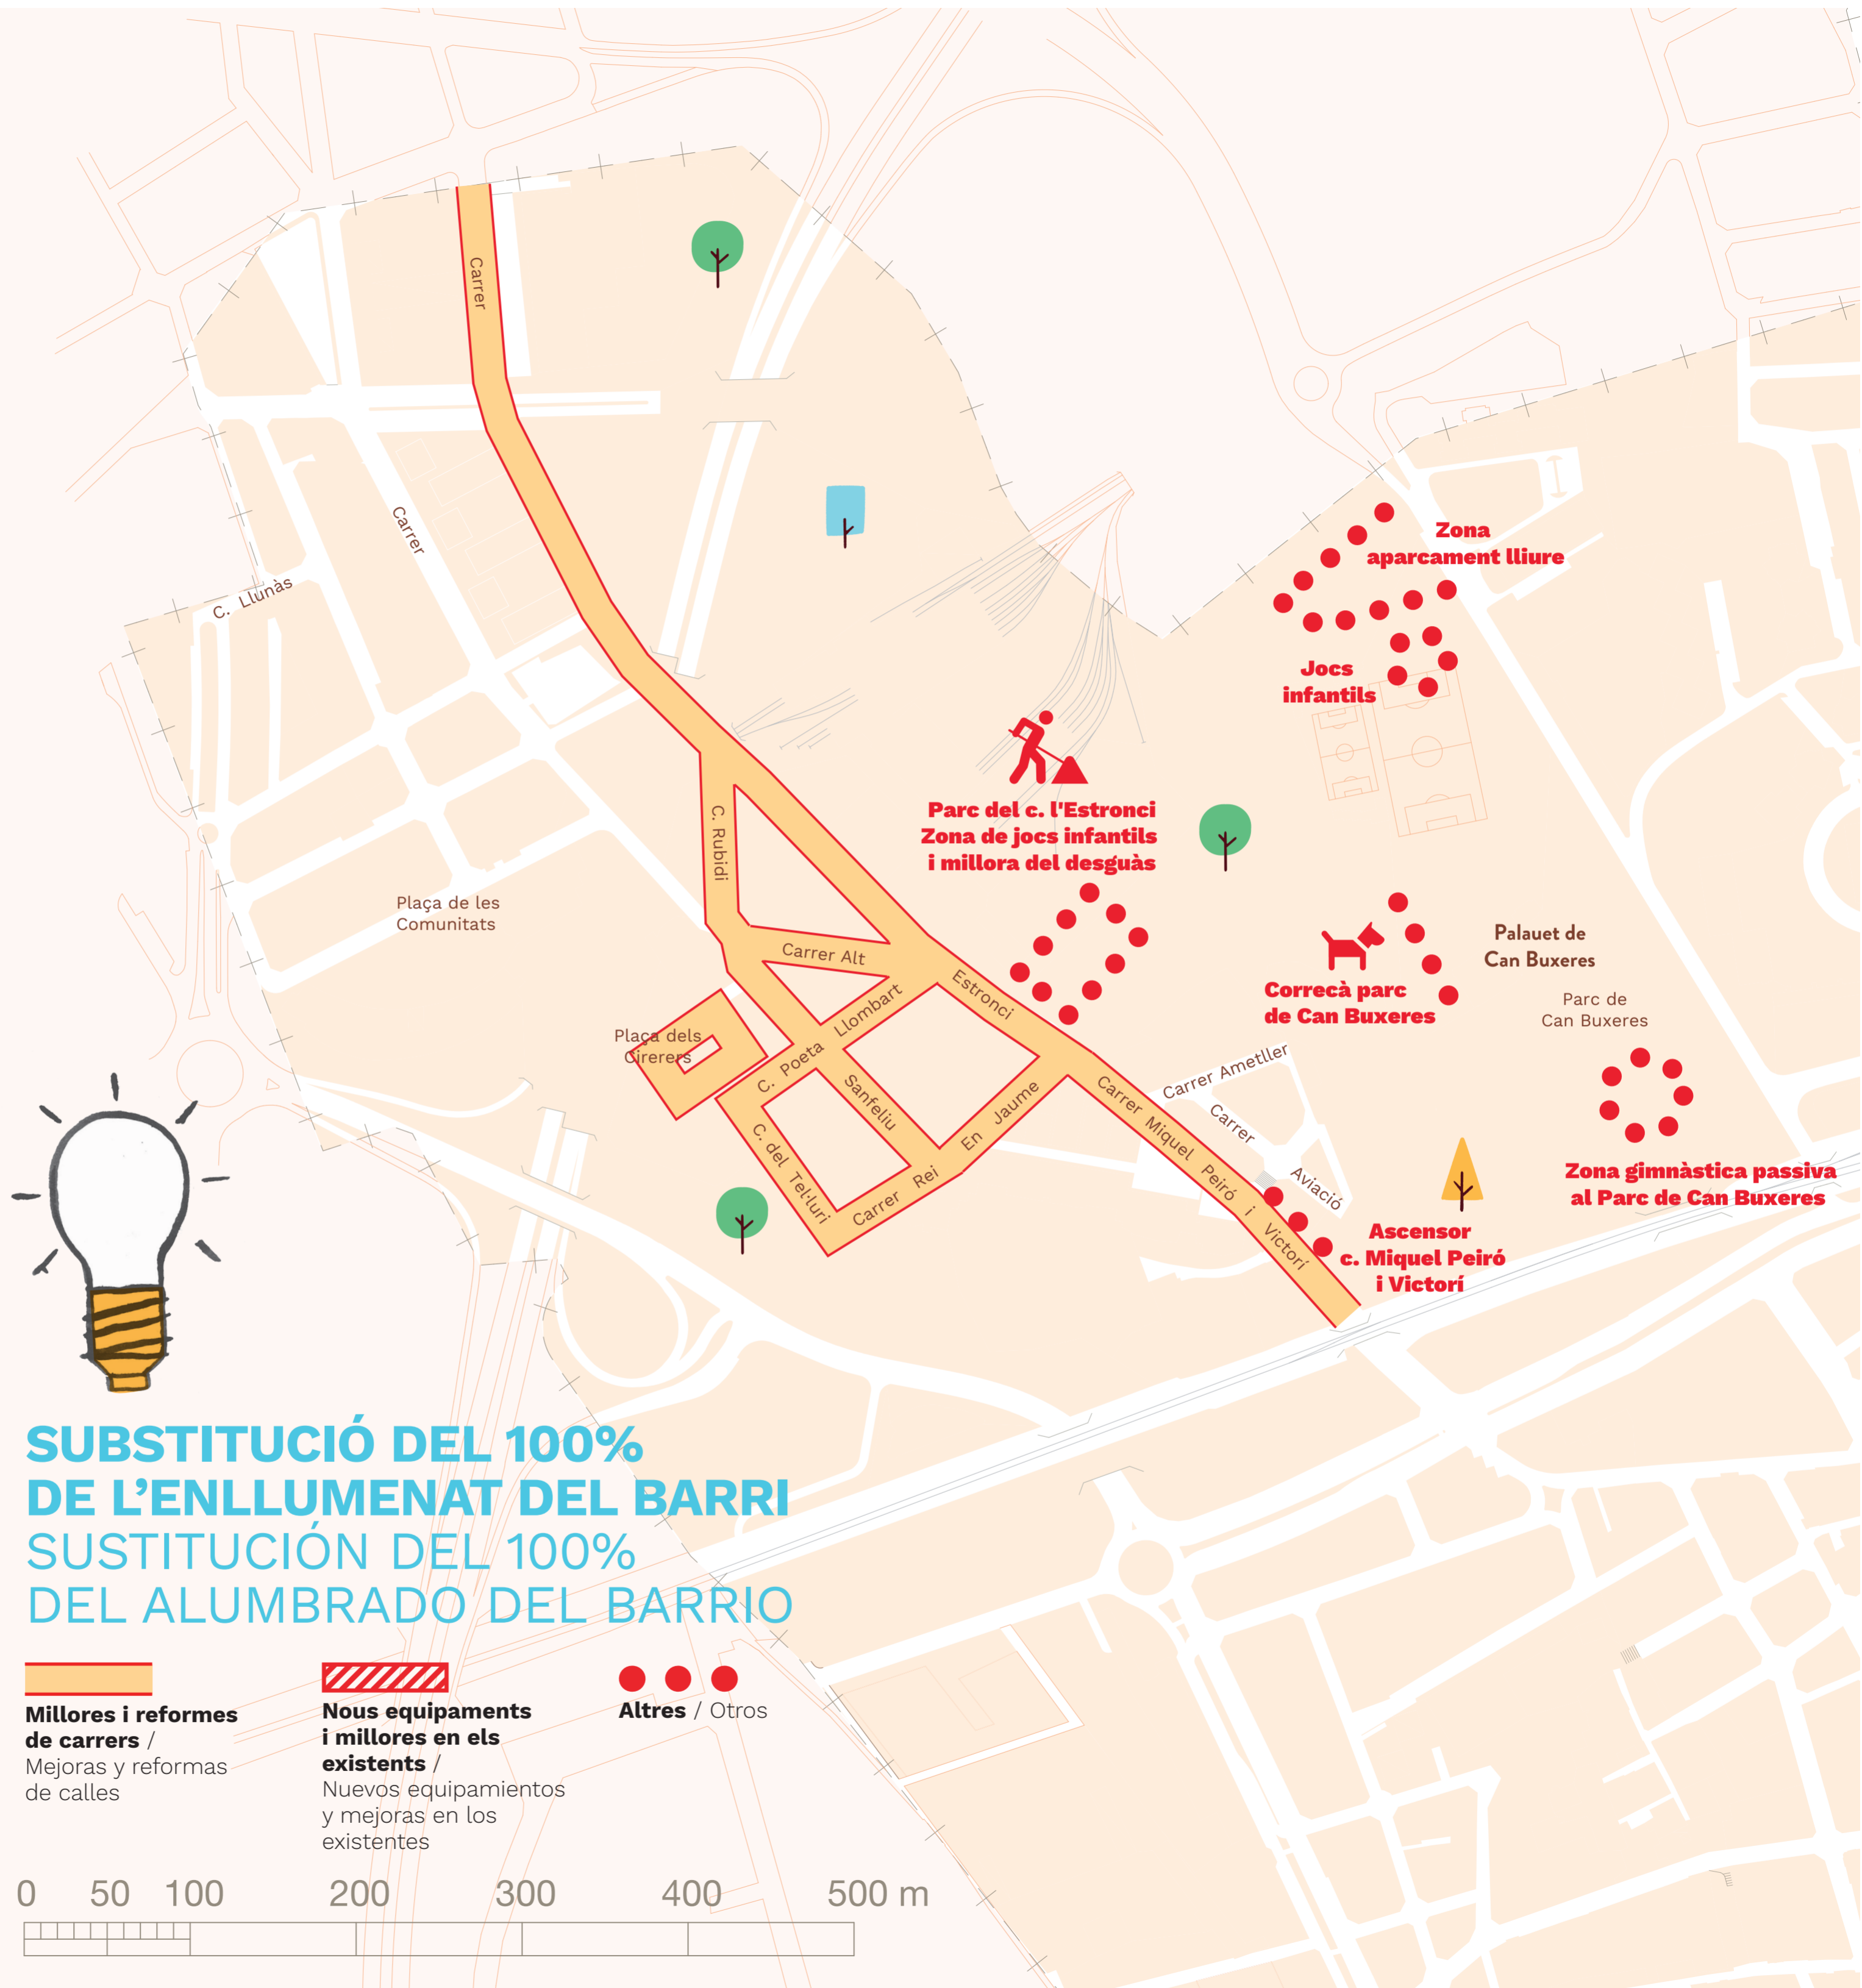 Carrer
Carrer
C. Llunàs
Zona
aparcament lliure
Jocs
infantils
Parc del c. l'Estronci
Zona de jocs infantils
i millora del desguàs
C. Rubidi
Plaça de les
Comunitats
Carrer Alt
Estronci
Palauet de
Can Buxeres
Correcà parc
de Can Buxeres
Parc de
Can Buxeres
Plaça dels
Cirerers
C. Poeta Llombart
Sanfeliu
En Jaume
Carrer Rei
C. del Tel·luri
Carrer Ametller
Carrer
Aviació
Carrer Miquel Peiró i Victorí
Zona gimnàstica passiva
al Parc de Can Buxeres
Ascensor
c. Miquel Peiró
i Victorí
SUBSTITUCIÓ DEL 100%
DE L’ENLLUMENAT DEL BARRI
SUSTITUCIÓN DEL 100%
DEL ALUMBRADO DEL BARRIO
Millores i reformes
de carrers /
Mejoras y reformas
de calles
Nous equipaments
i millores en els
existents /
Nuevos equipamientos
y mejoras en los
existentes
Altres / Otros
0 50 100 200 300 400 500 m